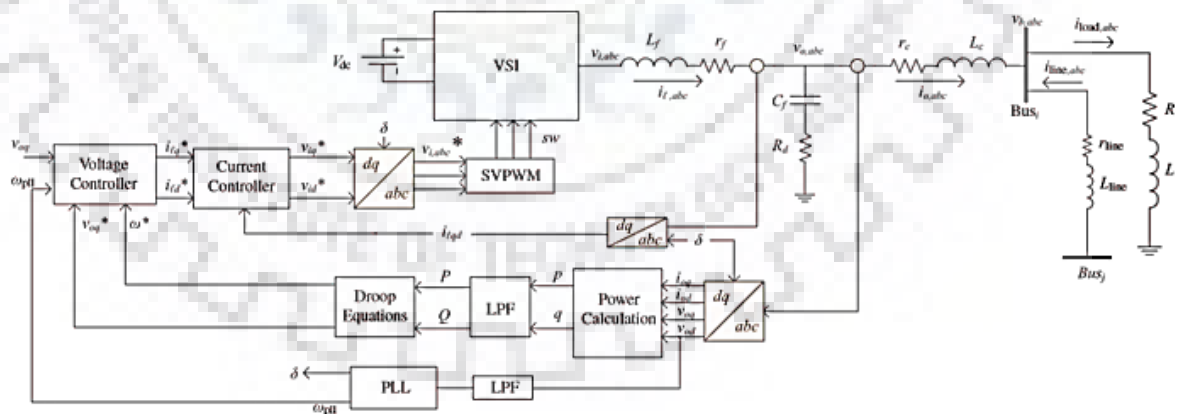 V_dc
+
-
VSI
v_i,abc
L_f
r_f
i_f,abc
v_o,abc
C_f
R_d
r_c
L_c
i_o,abc
v_b,abc
Bus_i
i_load,abc
i_line,abc
R
L
r_line
L_line
Bus_j
sw
v_oq
ω_pll
Voltage
Controller
i_fq*
i_fd*
Current
Controller
v_iq*
v_id*
δ
dq
abc
v_i,abc*
SVPWM
v_oq*
ω*
i_fqd
dq
abc
δ
Droop
Equations
P
Q
LPF
p
q
Power
Calculation
i_oq
i_od
v_oq
v_od
dq
abc
δ
ω_pll
PLL
LPF